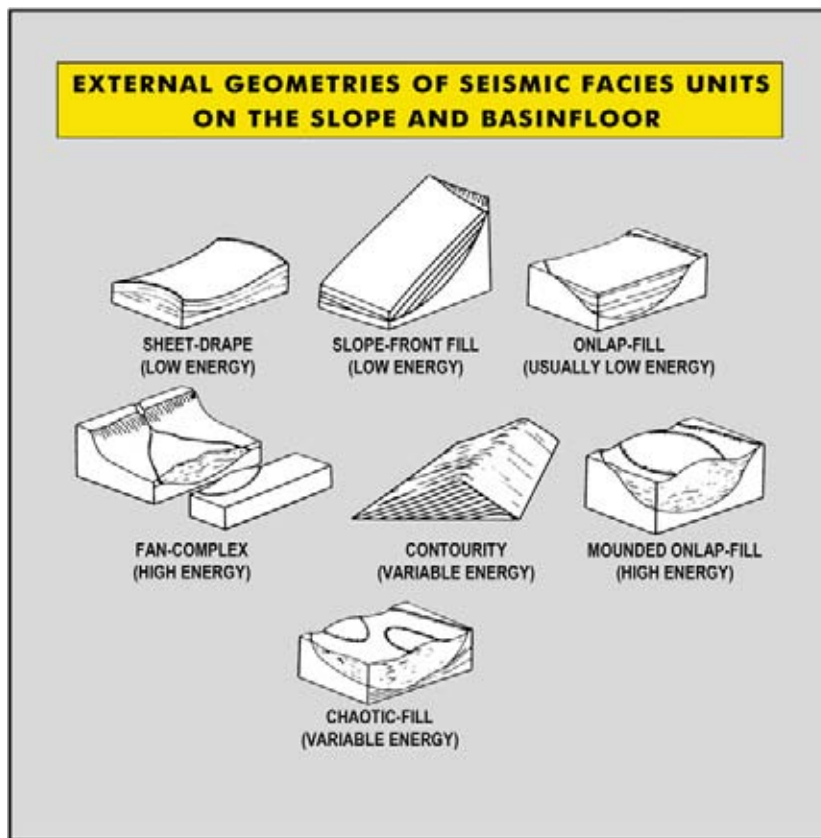 EXTERNAL GEOMETRIES OF SEISMIC FACIES UNITS
ON THE SLOPE AND BASINFLOOR
SHEET-DRAPE
(LOW ENERGY)
SLOPE-FRONT FILL
(LOW ENERGY)
ONLAP-FILL
(USUALLY LOW ENERGY)
FAN-COMPLEX
(HIGH ENERGY)
CONTOURITY
(VARIABLE ENERGY)
MOUNDED ONLAP-FILL
(HIGH ENERGY)
CHAOTIC-FILL
(VARIABLE ENERGY)